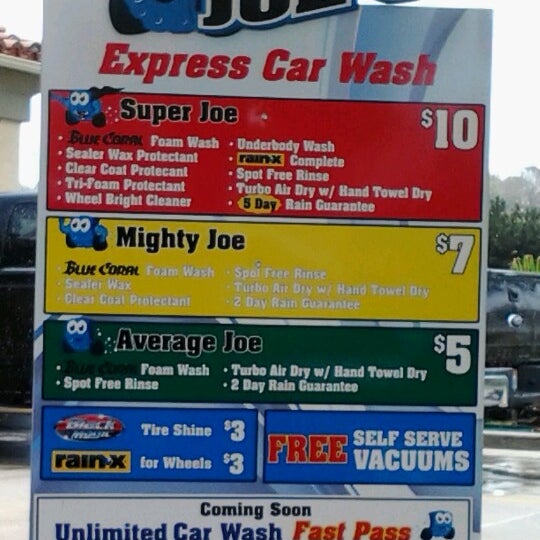 JOE
Express Car Wash
Super Joe
$10
• BLUE CORAL Foam Wash
• Sealer Wax Protectant
• Clear Coat Protectant
• Tri-Foam Protectant
• Wheel Bright Cleaner
• Underbody Wash
• rain-x Complete
• Spot Free Rinse
• Turbo Air Dry w/ Hand Towel Dry
• 5 Day Rain Guarantee
Mighty Joe
$7
• BLUE CORAL Foam Wash
• Sealer Wax
• Clear Coat Protectant
• Spot Free Rinse
• Turbo Air Dry w/ Hand Towel Dry
• 2 Day Rain Guarantee
Average Joe
$5
• BLUE CORAL Foam Wash
• Spot Free Rinse
• Turbo Air Dry w/ Hand Towel Dry
• 2 Day Rain Guarantee
BLACK MAGIC Tire Shine $3
rain-x for Wheels $3
FREE SELF SERVE
VACUUMS
Coming Soon
Unlimited Car Wash Fast Pass